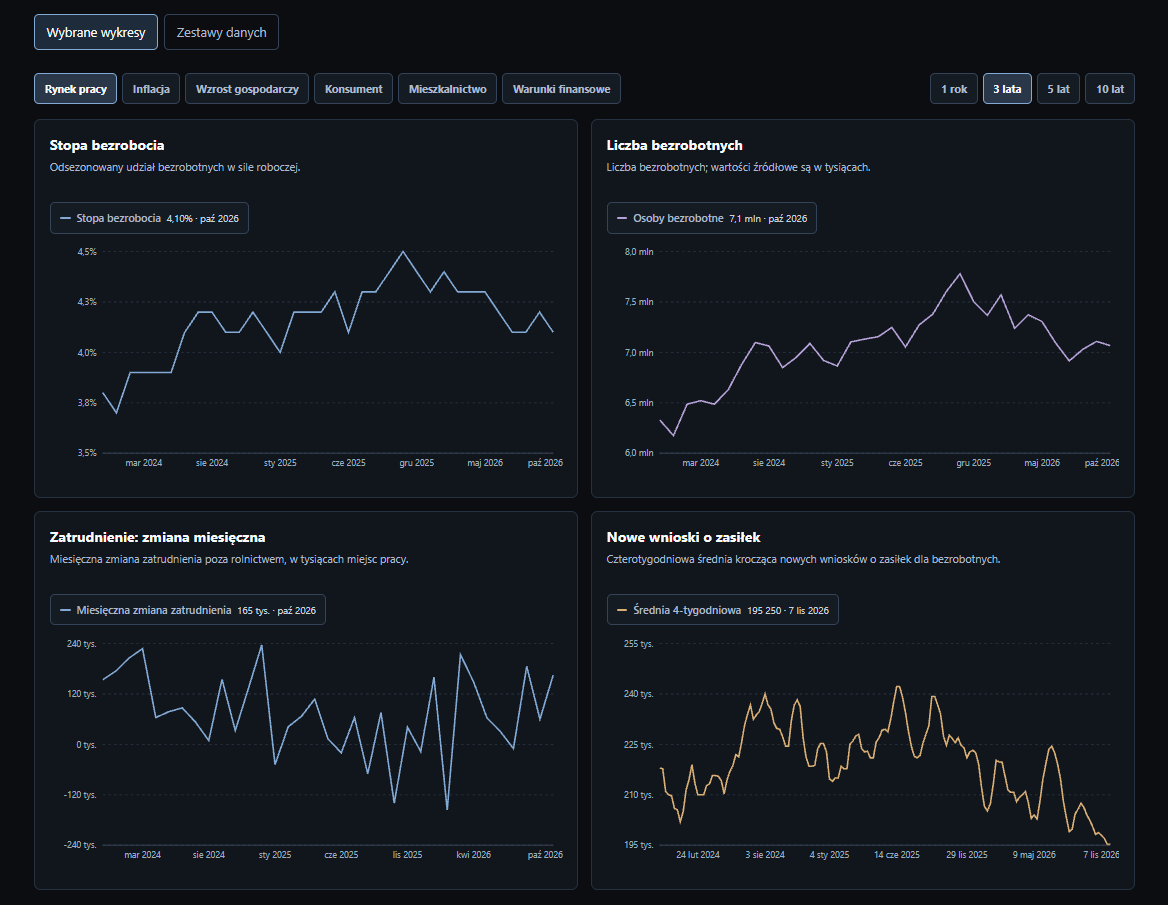 Wybrane wykresy
Zestawy danych
Rynek pracy
Inflacja
Wzrost gospodarczy
Konsument
Mieszkalnictwo
Warunki finansowe
1 rok
3 lata
5 lat
10 lat
Stopa bezrobocia
Odsezonowany udział bezrobotnych w sile roboczej.
Stopa bezrobocia 4,10% · paź 2026
4,5%
4,3%
4,0%
3,8%
3,5%
mar 2024
sie 2024
sty 2025
cze 2025
gru 2025
maj 2026
paź 2026
Liczba bezrobotnych
Liczba bezrobotnych; wartości źródłowe są w tysiącach.
Osoby bezrobotne 7,1 mln · paź 2026
8,0 mln
7,5 mln
7,0 mln
6,5 mln
6,0 mln
mar 2024
sie 2024
sty 2025
cze 2025
gru 2025
maj 2026
paź 2026
Zatrudnienie: zmiana miesięczna
Miesięczna zmiana zatrudnienia poza rolnictwem, w tysiącach miejsc pracy.
Miesięczna zmiana zatrudnienia 165 tys. · paź 2026
240 tys.
120 tys.
0 tys.
-120 tys.
-240 tys.
mar 2024
sie 2024
sty 2025
cze 2025
lis 2025
kwi 2026
paź 2026
Nowe wnioski o zasiłek
Czterotygodniowa średnia krocząca nowych wniosków o zasiłek dla bezrobotnych.
Średnia 4-tygodniowa 195 250 · 7 lis 2026
255 tys.
240 tys.
225 tys.
210 tys.
195 tys.
24 lut 2024
3 sie 2024
4 sty 2025
14 cze 2025
29 lis 2025
9 maj 2026
7 lis 2026